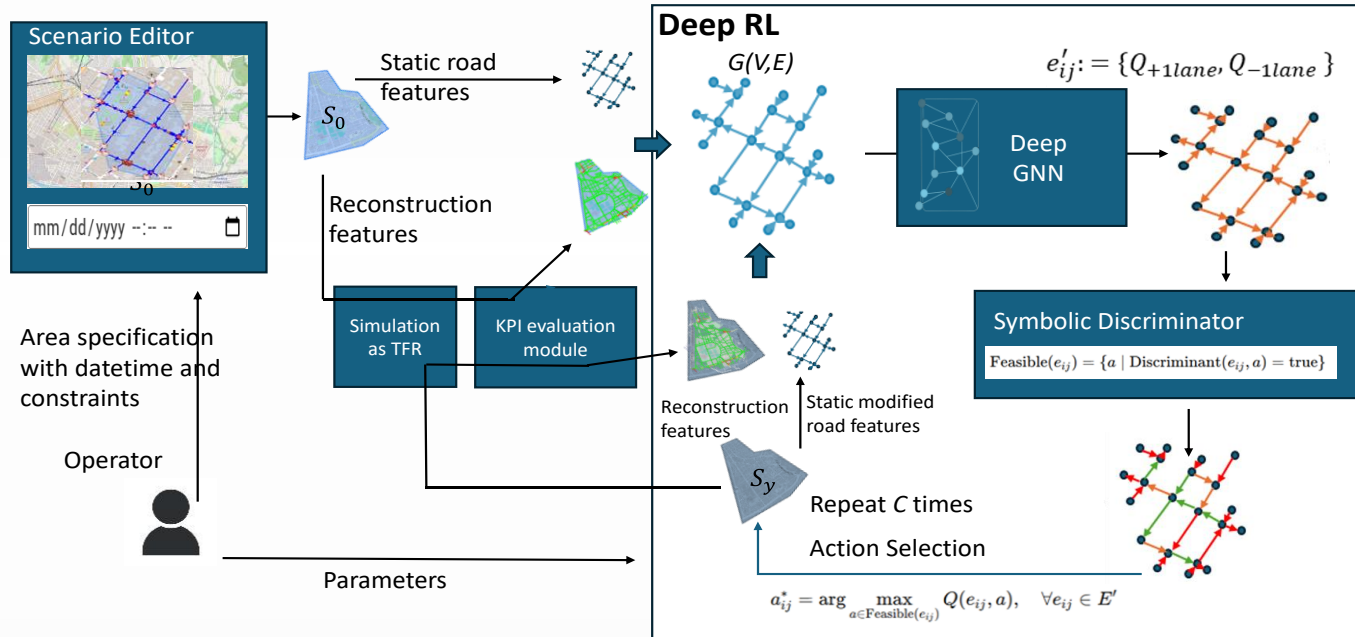 Scenario Editor
S₀
mm/dd/yyyy --:-- --
Area specification
with datetime and
constraints
Operator
Parameters
S₀
Static road
features
Reconstruction
features
Simulation
as TFR
KPI evaluation
module
Deep RL
G(V,E)
Deep
GNN
e'ᵢⱼ: = {Q₊₁ₗₐₙₑ, Q₋₁ₗₐₙₑ }
Symbolic Discriminator
Feasible(eᵢⱼ) = {a | Discriminant(eᵢⱼ, a) = true}
Reconstruction
features
Static modified
road features
S_y
Repeat C times
Action Selection
a*ᵢⱼ = arg max Q(eᵢⱼ, a), ∀eᵢⱼ ∈ E′
a∈Feasible(eᵢⱼ)